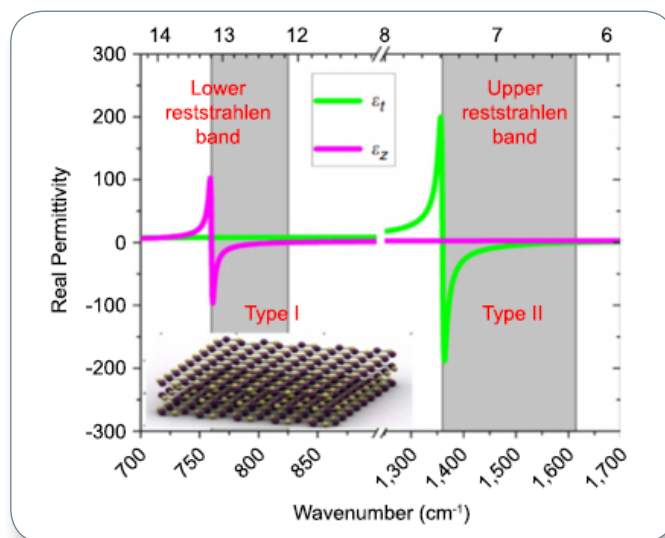 14 13 12 8 7 6
300
200
100
0
-100
-200
-300
Real Permittivity
Lower
reststrahlen
band
εt
εz
Upper
reststrahlen
band
Type I
Type II
700 750 800 850 1,300 1,400 1,500 1,600 1,700
Wavenumber (cm-1)